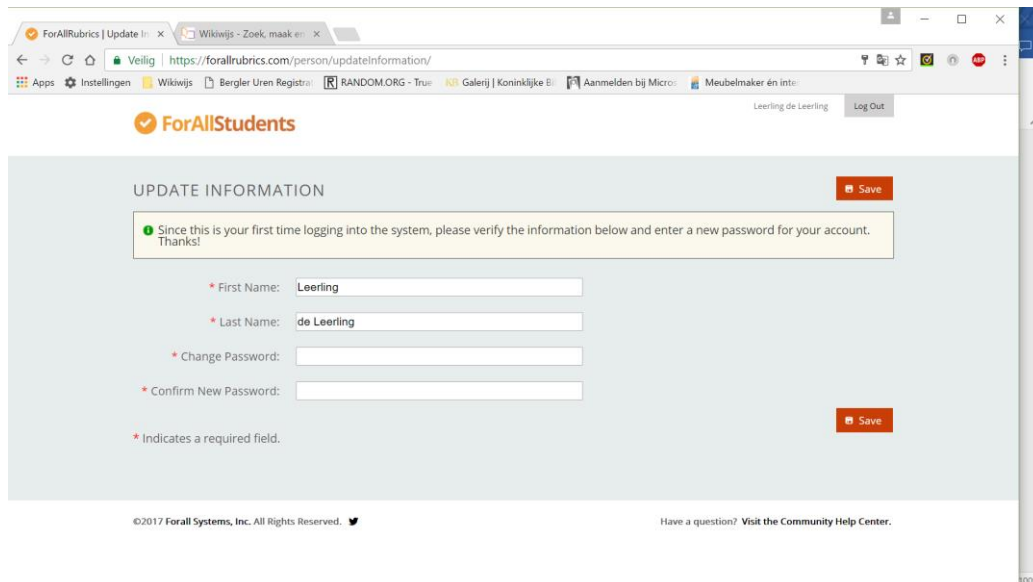 ForAllRubrics | Update In
Wikiwijs - Zoek, maak en
Veilig | https://forallrubrics.com/person/updateInformation/
Apps Instellingen Wikiwijs Bergler Uren Registrat RANDOM.ORG - True Galerij | Koninklijke Bi Aanmelden bij Micros Meubelmaker én inte
Leerling de Leerling Log Out
ForAllStudents
UPDATE INFORMATION
Save
Since this is your first time logging into the system, please verify the information below and enter a new password for your account.
Thanks!
* First Name: Leerling
* Last Name: de Leerling
* Change Password:
* Confirm New Password:
Save
* Indicates a required field.
©2017 Forall Systems, Inc. All Rights Reserved.
Have a question? Visit the Community Help Center.